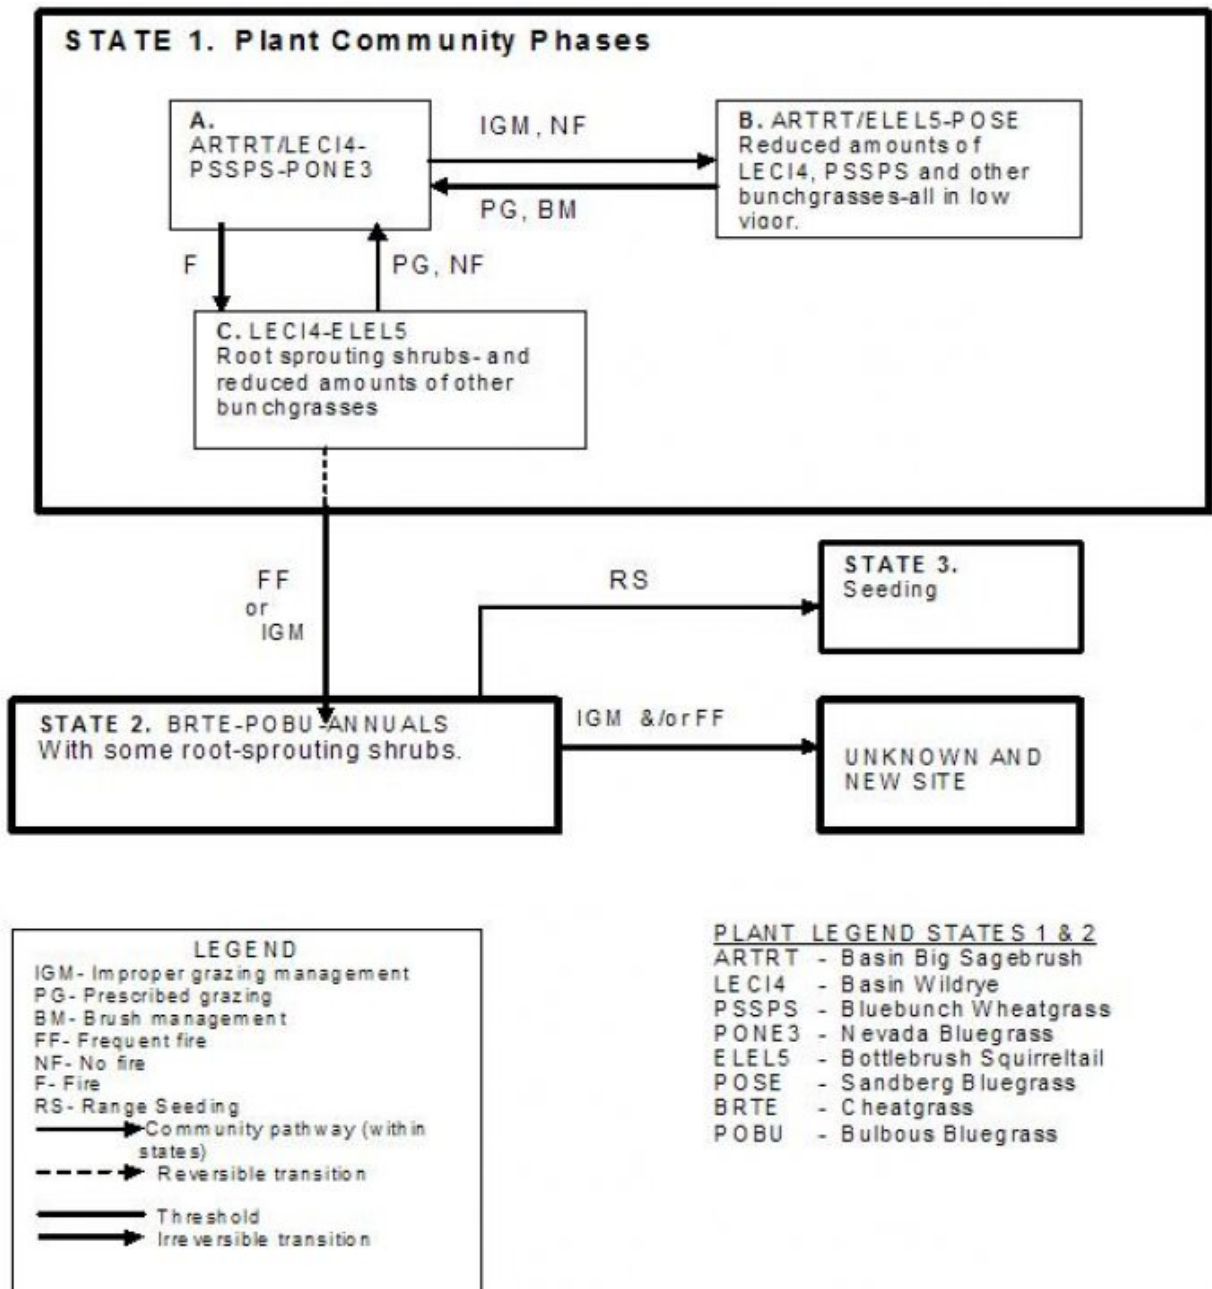 STATE 1. Plant Community Phases
A.
ARTRT/LECI4-
PSSPS-PONE3
IGM, NF
PG, BM
B. ARTRT/ELEL5-POSE
Reduced amounts of
LECI4, PSSPS and other
bunchgrasses-all in low
vigor.
F
PG, NF
C. LECI4-ELEL5
Root sprouting shrubs- and
reduced amounts of other
bunchgrasses
FF
or
IGM
RS
STATE 3.
Seeding
STATE 2. BRTE-POBU-ANNUALS
With some root-sprouting shrubs.
IGM &/or FF
UNKNOWN AND
NEW SITE
LEGEND
IGM- Improper grazing management
PG- Prescribed grazing
BM- Brush management
FF- Frequent fire
NF- No fire
F- Fire
RS- Range Seeding
Community pathway (within
states)
Reversible transition
Threshold
Irreversible transition
PLANT LEGEND STATES 1 & 2
ARTRT - Basin Big Sagebrush
LECI4 - Basin Wildrye
PSSPS - Bluebunch Wheatgrass
PONE3 - Nevada Bluegrass
ELEL5 - Bottlebrush Squirreltail
POSE - Sandberg Bluegrass
BRTE - Cheatgrass
POBU - Bulbous Bluegrass